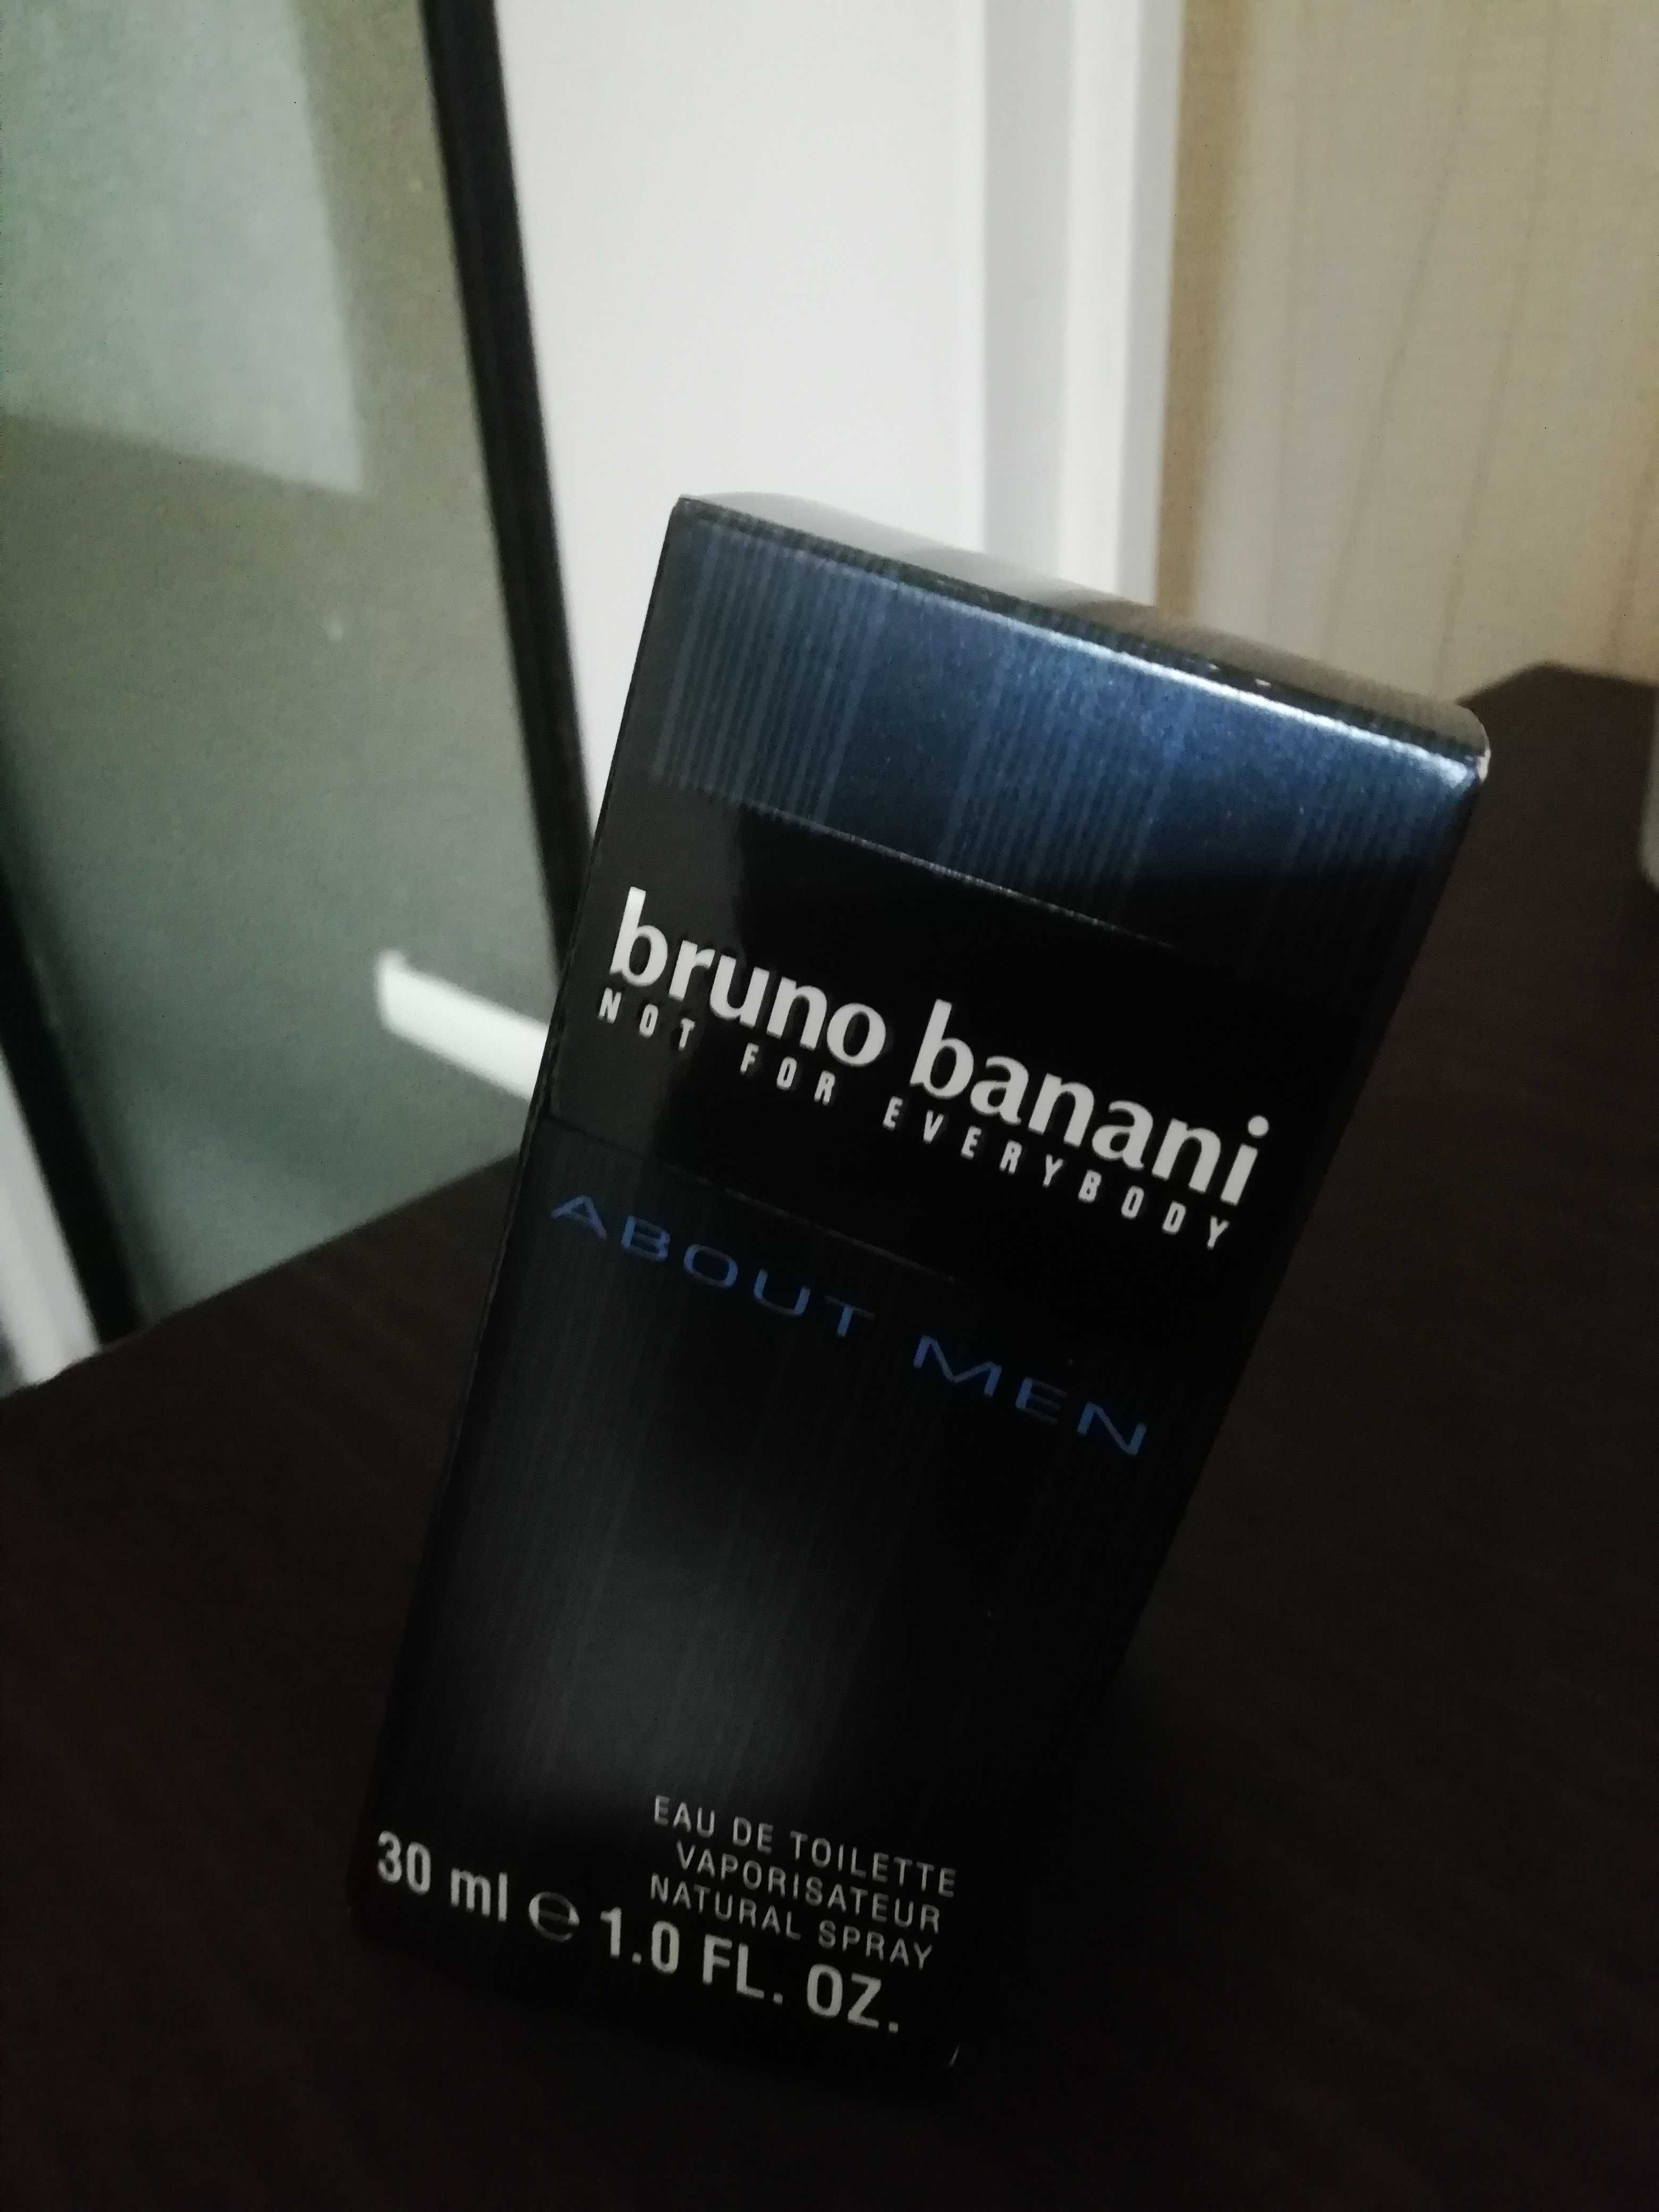 bruno banani
NOT FOR EVERYBODY
ABOUT MEN
EAU DE TOILETTE
VAPORISATEUR
NATURAL SPRAY
30 ml ℮ 1.0 FL. OZ.